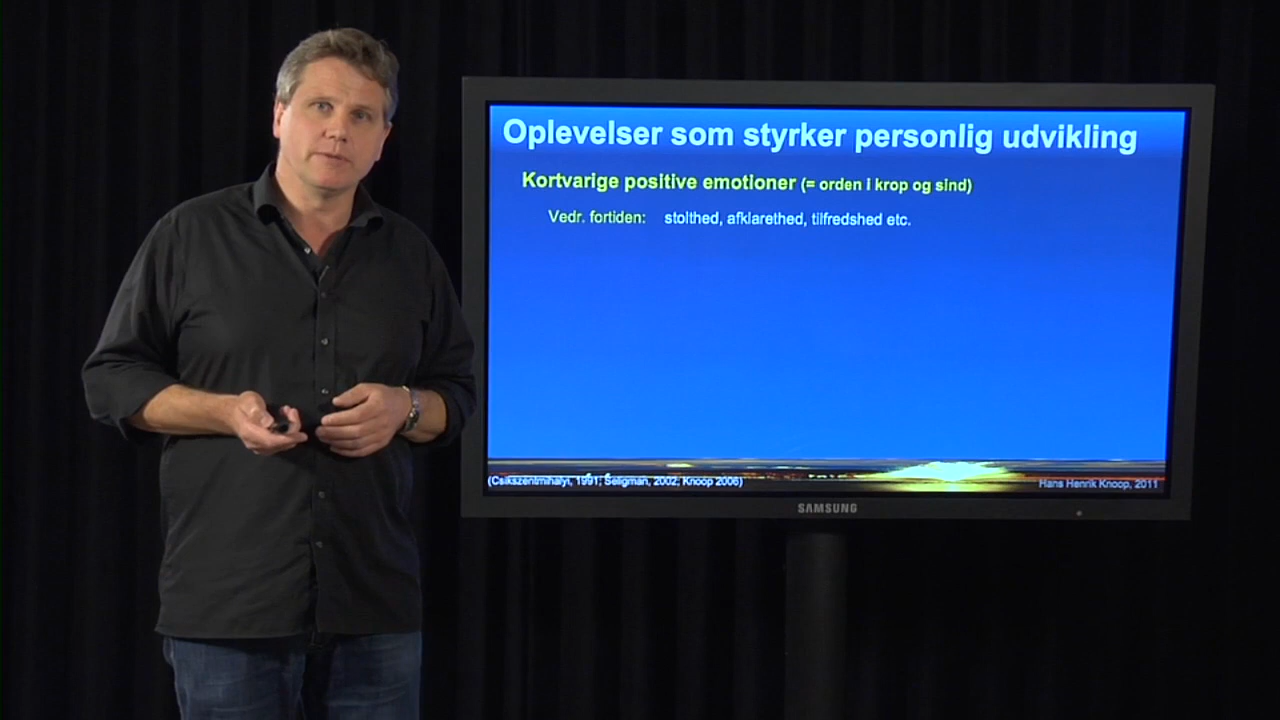 Oplevelser som styrker personlig udvikling
Kortvarige positive emotioner (= orden i krop og sind)
Vedr. fortiden: stolthed, afklarethed, tilfredshed etc.
(Csikszentmihalyi, 1991; Seligman, 2002; Knoop 2006)
Hans Henrik Knoop, 2011
SAMSUNG